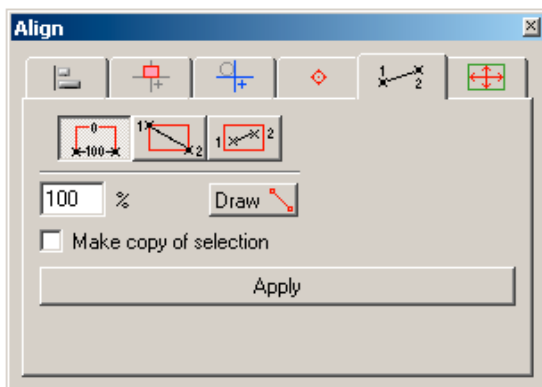 Align
1 2
0 1 2 1 2
100
100 % Draw
Make copy of selection
Apply